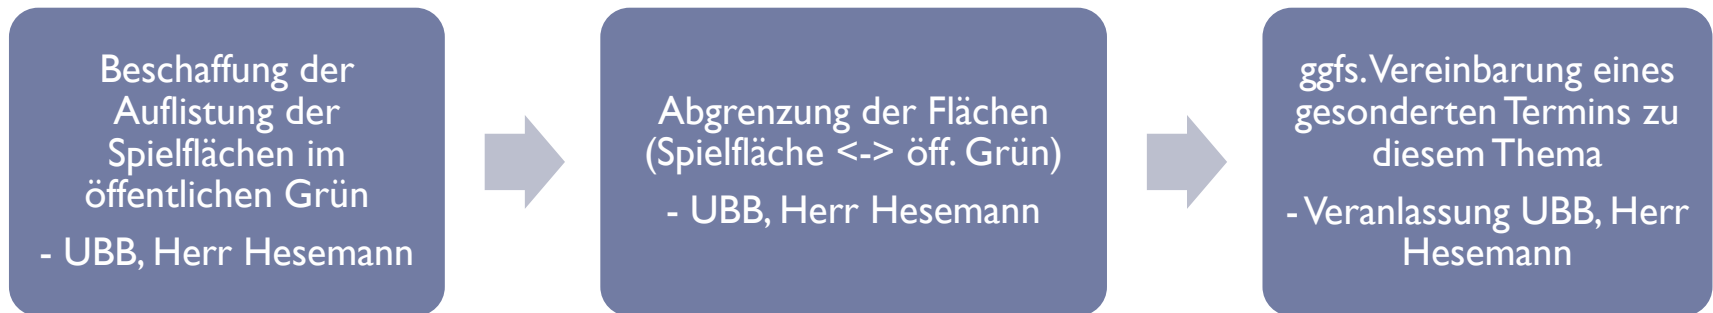 Beschaffung der
Auflistung der
Spielflächen im
öffentlichen Grün
- UBB, Herr Hesemann
Abgrenzung der Flächen
(Spielfläche <-> öff. Grün)
- UBB, Herr Hesemann
ggfs. Vereinbarung eines
gesonderten Termins zu
diesem Thema
- Veranlassung UBB, Herr
Hesemann